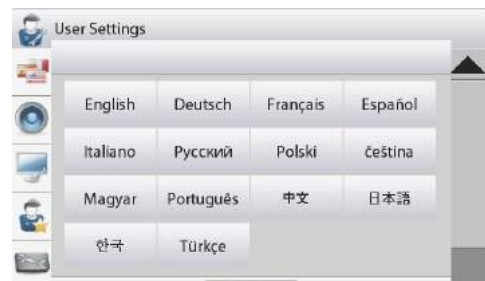 User Settings
English Deutsch Français Español
Italiano Русский Polski čeština
Magyar Português 中文 日本語
한국 Türkçe